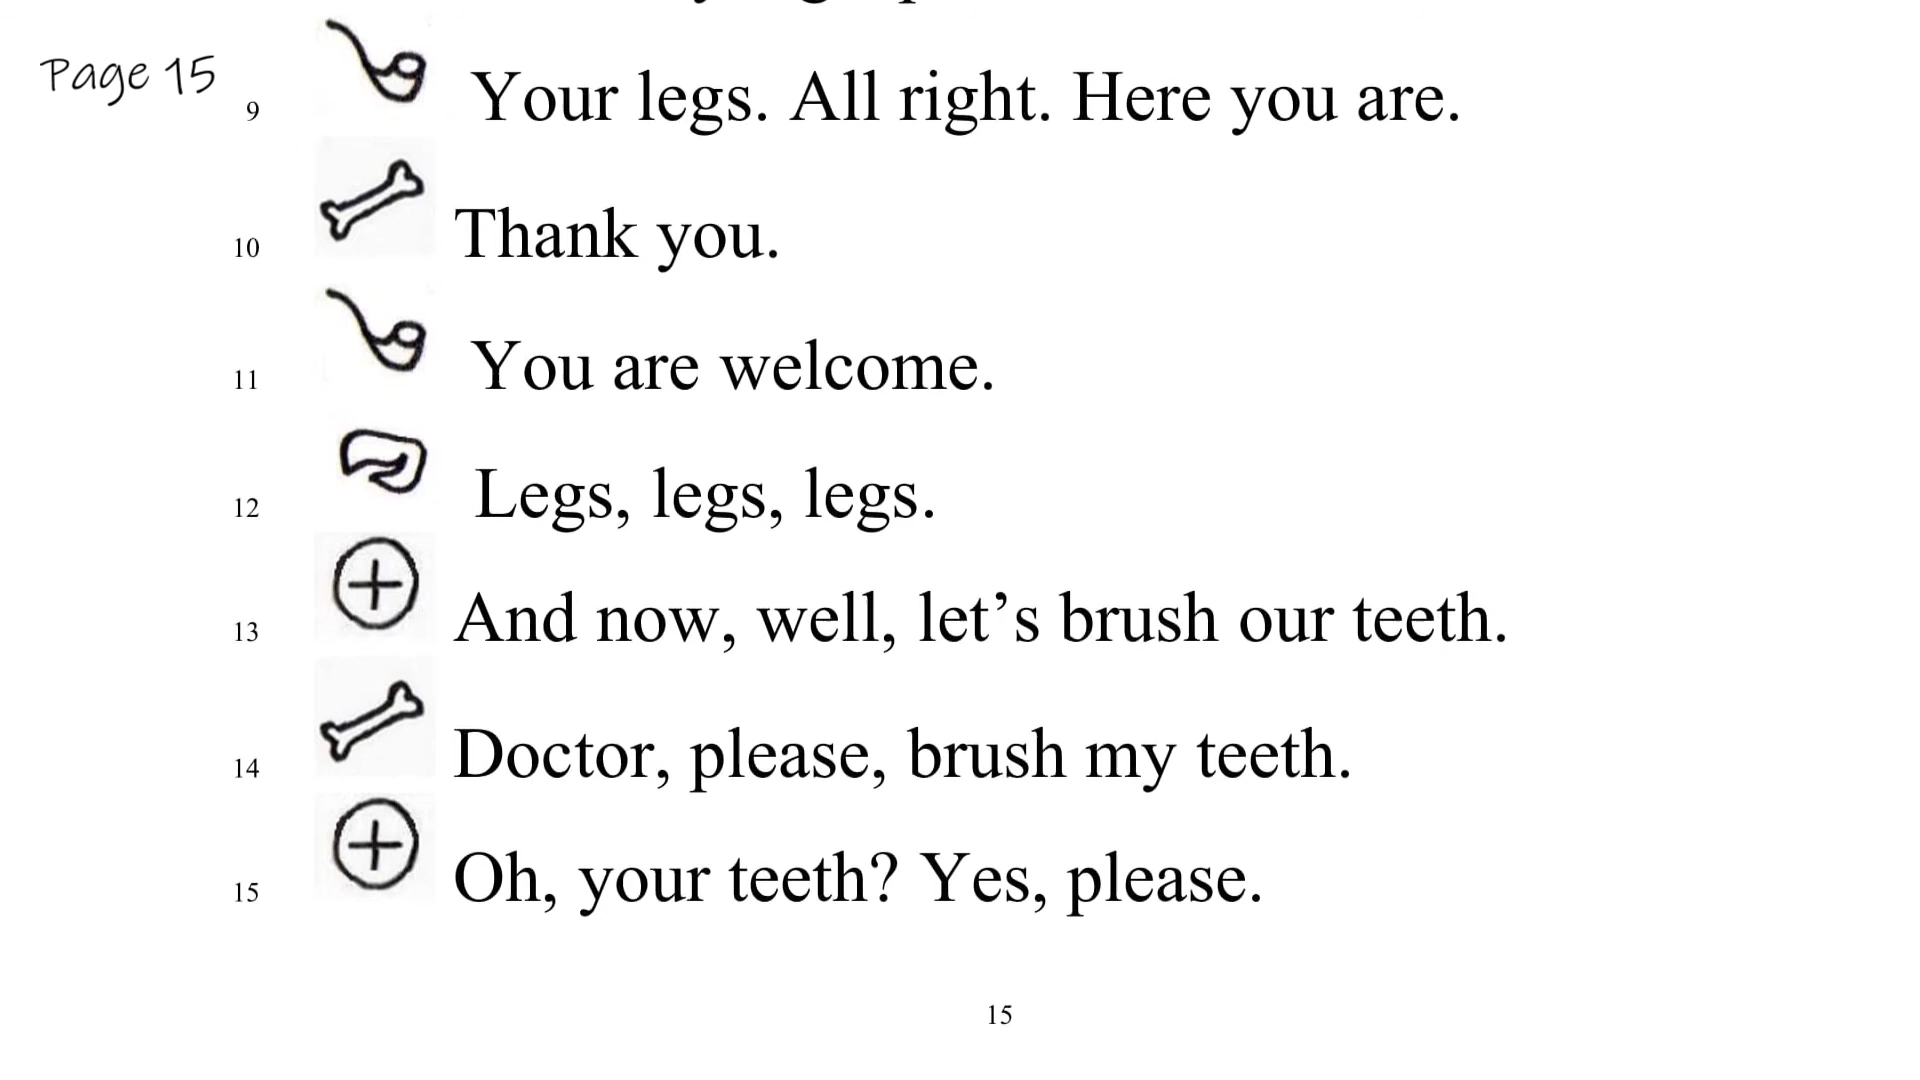 Page 15
9 Your legs. All right. Here you are.
10 Thank you.
11 You are welcome.
12 Legs, legs, legs.
13 And now, well, let’s brush our teeth.
14 Doctor, please, brush my teeth.
15 Oh, your teeth? Yes, please.
15